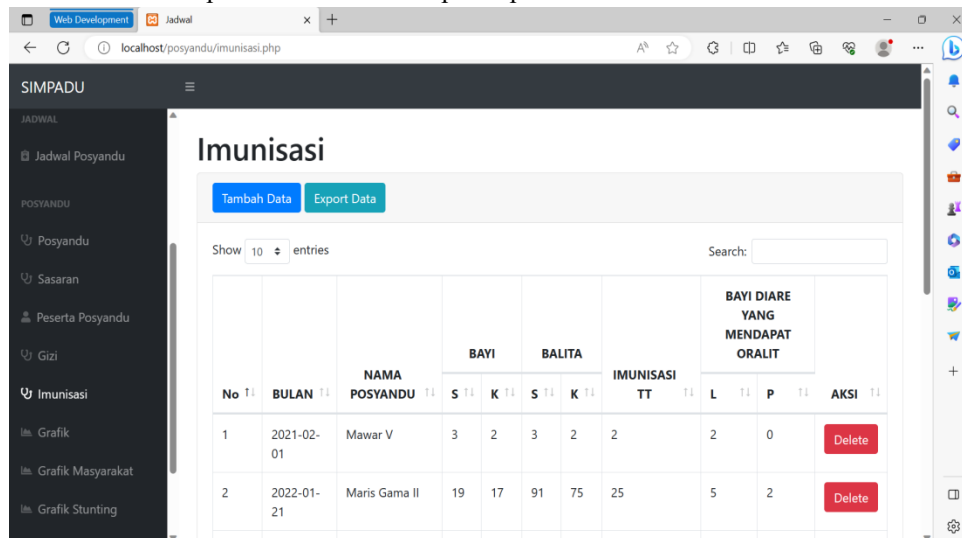 Web Development
Jadwal
localhost/posyandu/imunisasi.php
SIMPADU
JADWAL
Jadwal Posyandu
POSYANDU
Posyandu
Sasaran
Peserta Posyandu
Gizi
Imunisasi
Grafik
Grafik Masyarakat
Grafik Stunting
Imunisasi
Tambah Data Export Data
Show 10 entries Search:
No BULAN NAMA POSYANDU BAYI S K BALITA S K IMUNISASI TT BAYI DIARE YANG MENDAPAT ORALIT L P AKSI
1 2021-02-01 Mawar V 3 2 3 2 2 2 0 Delete
2 2022-01-21 Maris Gama II 19 17 91 75 25 5 2 Delete